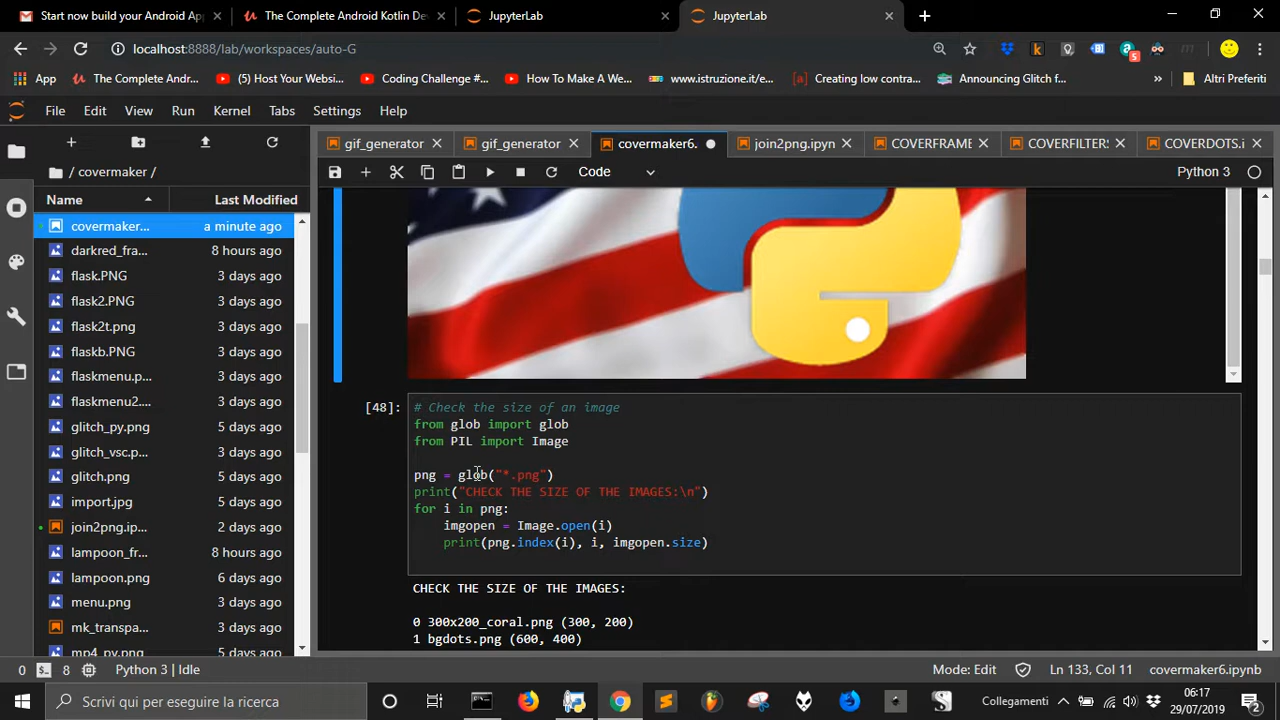 Start now build your Android Ap
The Complete Android Kotlin De
JupyterLab
JupyterLab
localhost:8888/lab/workspaces/auto-G
App
The Complete Andr...
(5) Host Your Websi...
Coding Challenge #...
How To Make A We...
www.istruzione.it/e...
Creating low contra...
Announcing Glitch f
»
Altri Preferiti
File Edit View Run Kernel Tabs Settings Help
gif_generator
gif_generator
covermaker6.
join2png.ipyn
COVERFRAME
COVERFILTERS
COVERDOTS.i
/ covermaker /
Code
Python 3
Name Last Modified
covermaker... a minute ago
darkred_fra... 8 hours ago
flask.PNG 3 days ago
flask2.PNG 3 days ago
flask2t.png 3 days ago
flaskb.PNG 3 days ago
flaskmenu.p... 3 days ago
flaskmenu2... 3 days ago
glitch_py.png 5 days ago
glitch_vsc.p... 3 days ago
glitch.png 5 days ago
import.jpg 5 days ago
join2png.ip... 2 days ago
lampoon_fr... 8 hours ago
lampoon.png 6 days ago
menu.png 3 days ago
mk_transpa... 3 days ago
mp4_py.png 5 days ago
[48]:
# Check the size of an image
from glob import glob
from PIL import Image
png = glob("*.png")
print("CHECK THE SIZE OF THE IMAGES:\n")
for i in png:
imgopen = Image.open(i)
print(png.index(i), i, imgopen.size)
CHECK THE SIZE OF THE IMAGES:
0 300x200_coral.png (300, 200)
1 bgdots.png (600, 400)
0 8 Python 3 | Idle
Mode: Edit Ln 133, Col 11 covermaker6.ipynb
Scrivi qui per eseguire la ricerca
Collegamenti »
06:17
29/07/2019
2